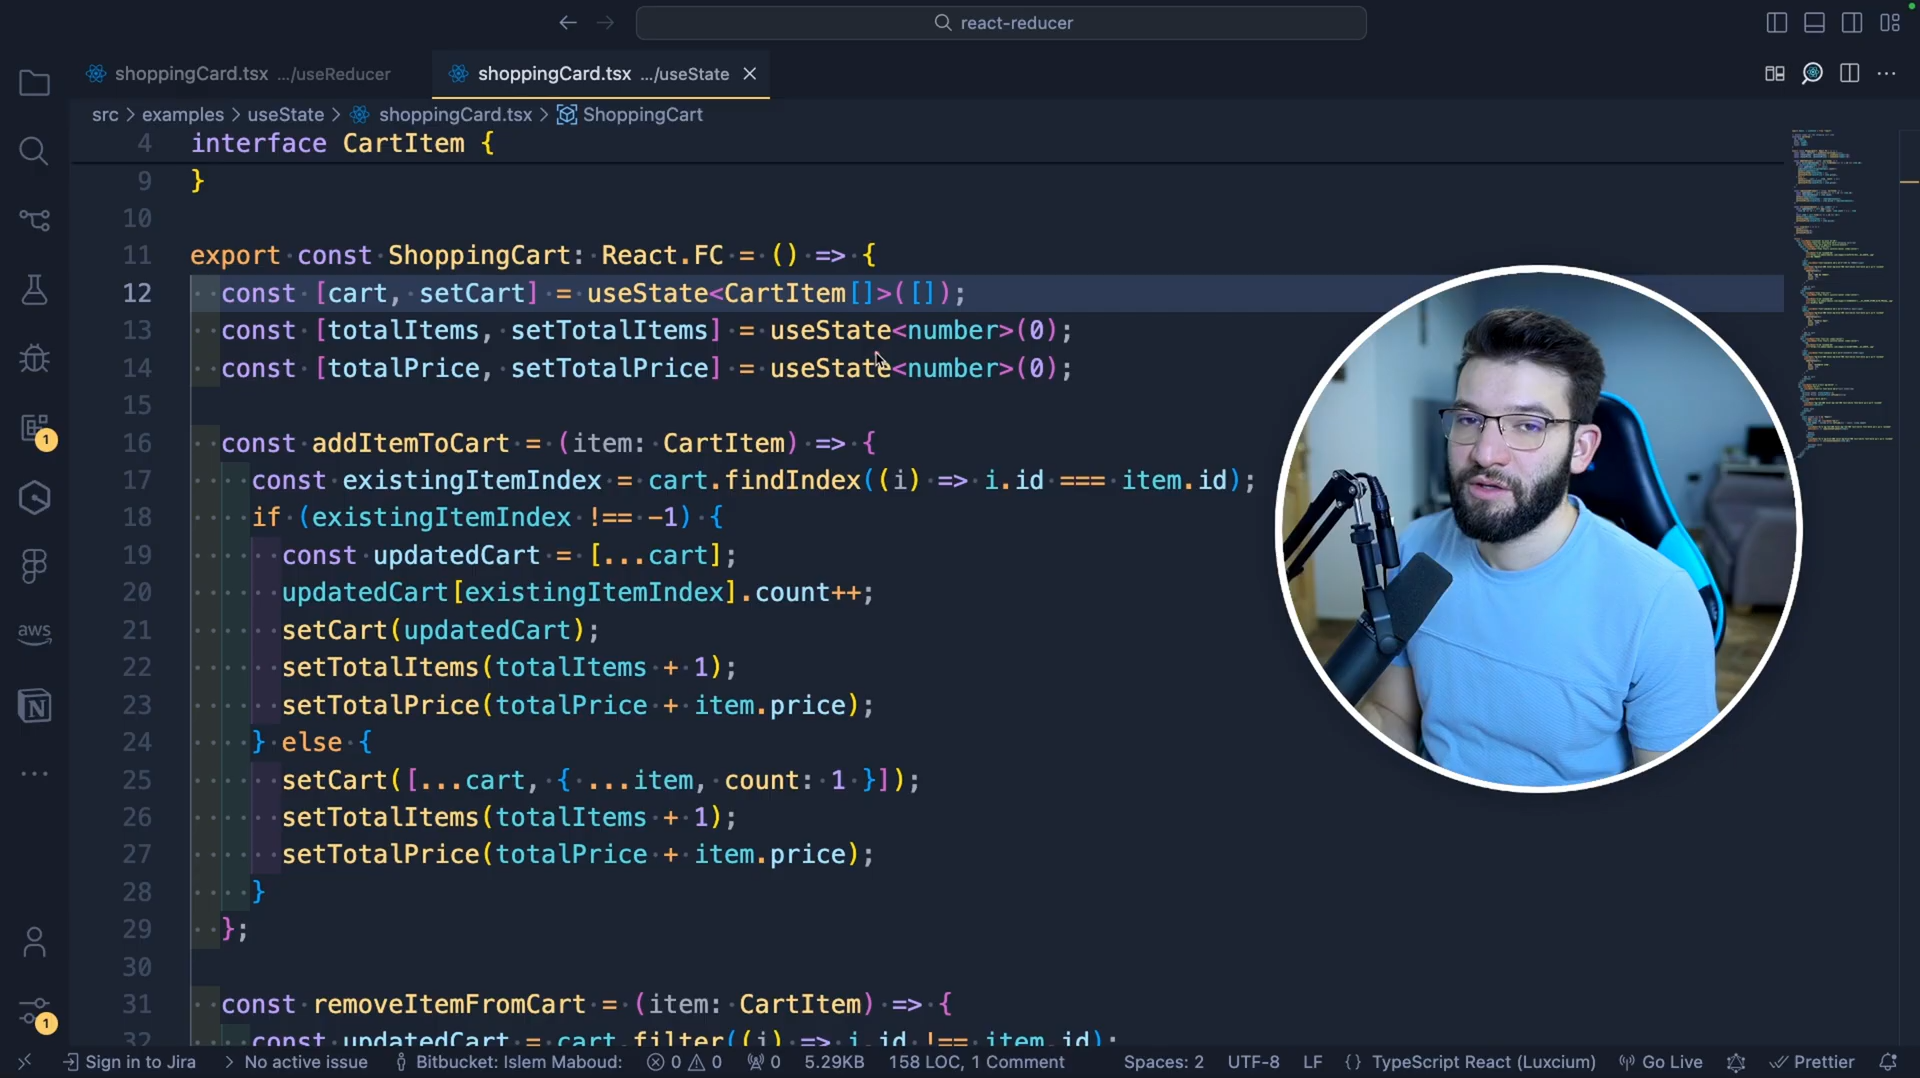 react-reducer
shoppingCard.tsx .../useReducer
shoppingCard.tsx .../useState
src > examples > useState > shoppingCard.tsx > ShoppingCart
4 interface CartItem {
9 }
10
11 export const ShoppingCart: React.FC = () => {
12 const [cart, setCart] = useState<CartItem[]>([]);
13 const [totalItems, setTotalItems] = useState<number>(0);
14 const [totalPrice, setTotalPrice] = useState<number>(0);
15
16 const addItemToCart = (item: CartItem) => {
17 const existingItemIndex = cart.findIndex((i) => i.id === item.id);
18 if (existingItemIndex !== -1) {
19 const updatedCart = [...cart];
20 updatedCart[existingItemIndex].count++;
21 setCart(updatedCart);
22 setTotalItems(totalItems + 1);
23 setTotalPrice(totalPrice + item.price);
24 } else {
25 setCart([...cart, { ...item, count: 1 }]);
26 setTotalItems(totalItems + 1);
27 setTotalPrice(totalPrice + item.price);
28 }
29 };
30
31 const removeItemFromCart = (item: CartItem) => {
32 const updatedCart = cart.filter((i) => i.id !== item.id);
1
aws
1
Sign in to Jira > No active issue Bitbucket: Islem Maboud: 0 0 0 5.29KB 158 LOC, 1 Comment Spaces: 2 UTF-8 LF {} TypeScript React (Luxcium) Go Live Prettier